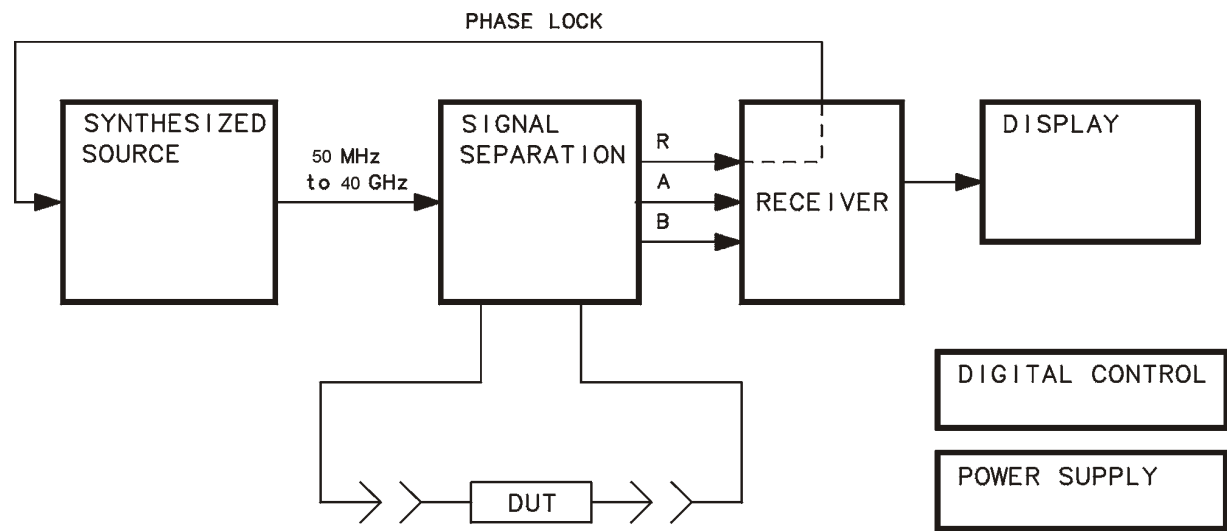 PHASE LOCK
SYNTHESIZED
SOURCE
50 MHz
to 40 GHz
SIGNAL
SEPARATION
R
A
B
RECEIVER
DISPLAY
DIGITAL CONTROL
POWER SUPPLY
DUT